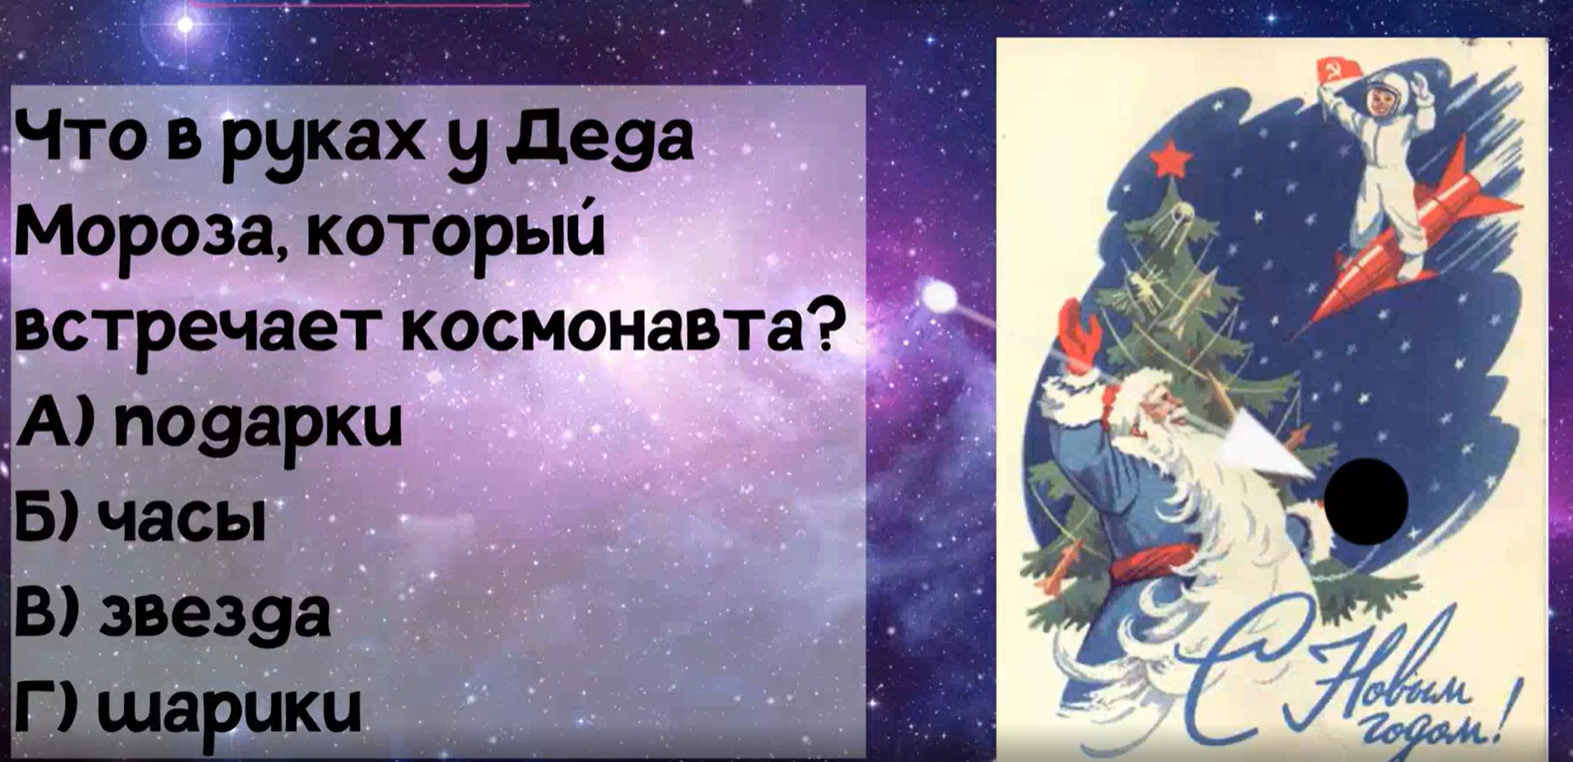 Что в руках у Деда
Мороза, который
встречает космонавта?
А) подарки
Б) часы
В) звезда
Г) шарики
С Новым
годом!